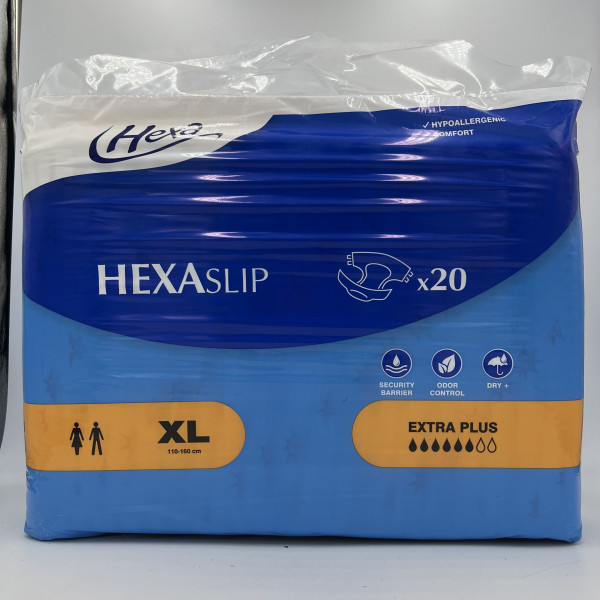 Hexa
✓ HYPOALLERGENIC
COMFORT
HEXASLIP
x20
SECURITY
BARRIER
ODOR
CONTROL
DRY +
XL
110-160 cm
EXTRA PLUS